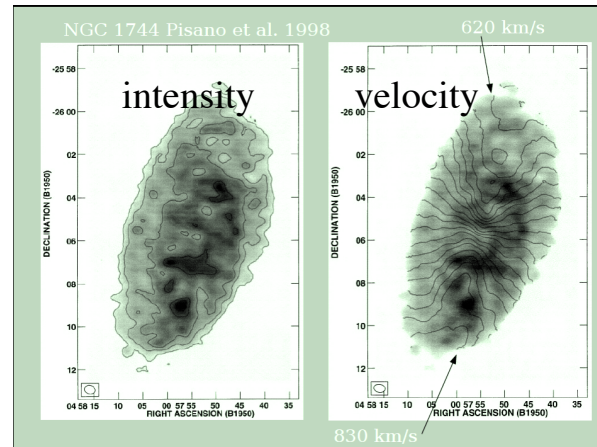 NGC 1744 Pisano et al. 1998
620 km/s
intensity
velocity
DECLINATION (B1950)
-25 58
-26 00
02
04
06
08
10
12
04 58 15 10 05 00 57 55 50 45 40 35
RIGHT ASCENSION (B1950)
DECLINATION (B1950)
-25 58
-26 00
02
04
06
08
10
12
04 58 15 10 05 00 57 55 50 45 40 35
RIGHT ASCENSION (B1950)
830 km/s